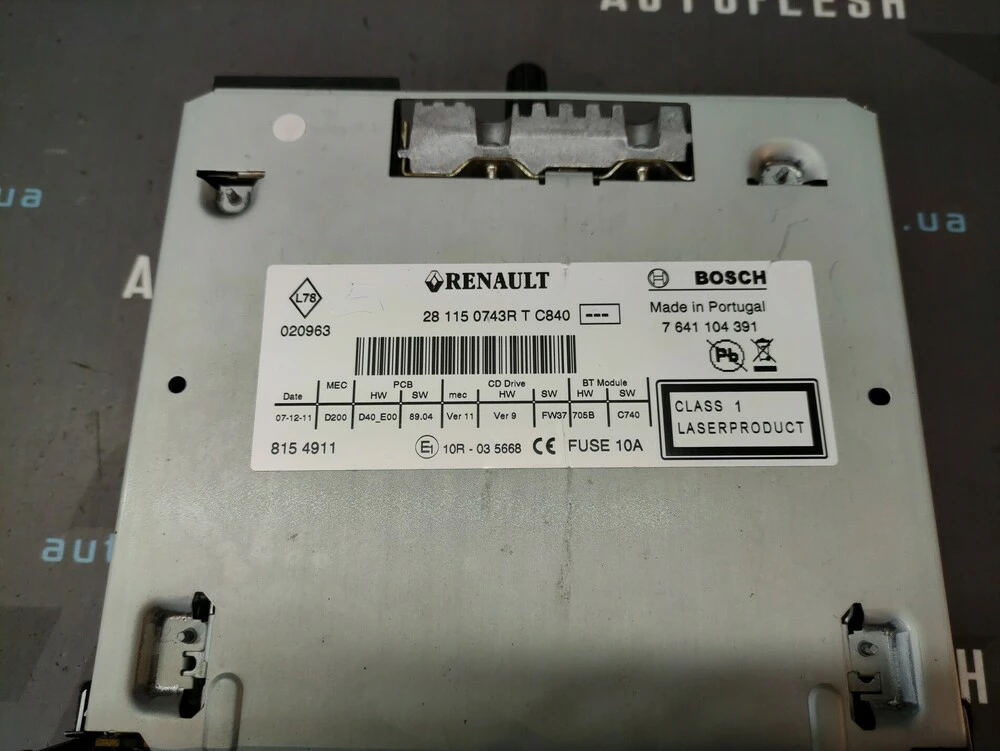 AUTOFLESH
ua
.ua
L78
020963
RENAULT
28 115 0743R T C840 ---
BOSCH
Made in Portugal
7 641 104 391
Pb
Date MEC PCB HW SW CD Drive mec HW SW BT Module HW SW
07-12-11 D200 D40_E00 89.04 Ver 11 Ver 9 FW37 705B C740
CLASS 1
LASERPRODUCT
815 4911
E1 10R - 03 5668 CE FUSE 10A
A
aut
H